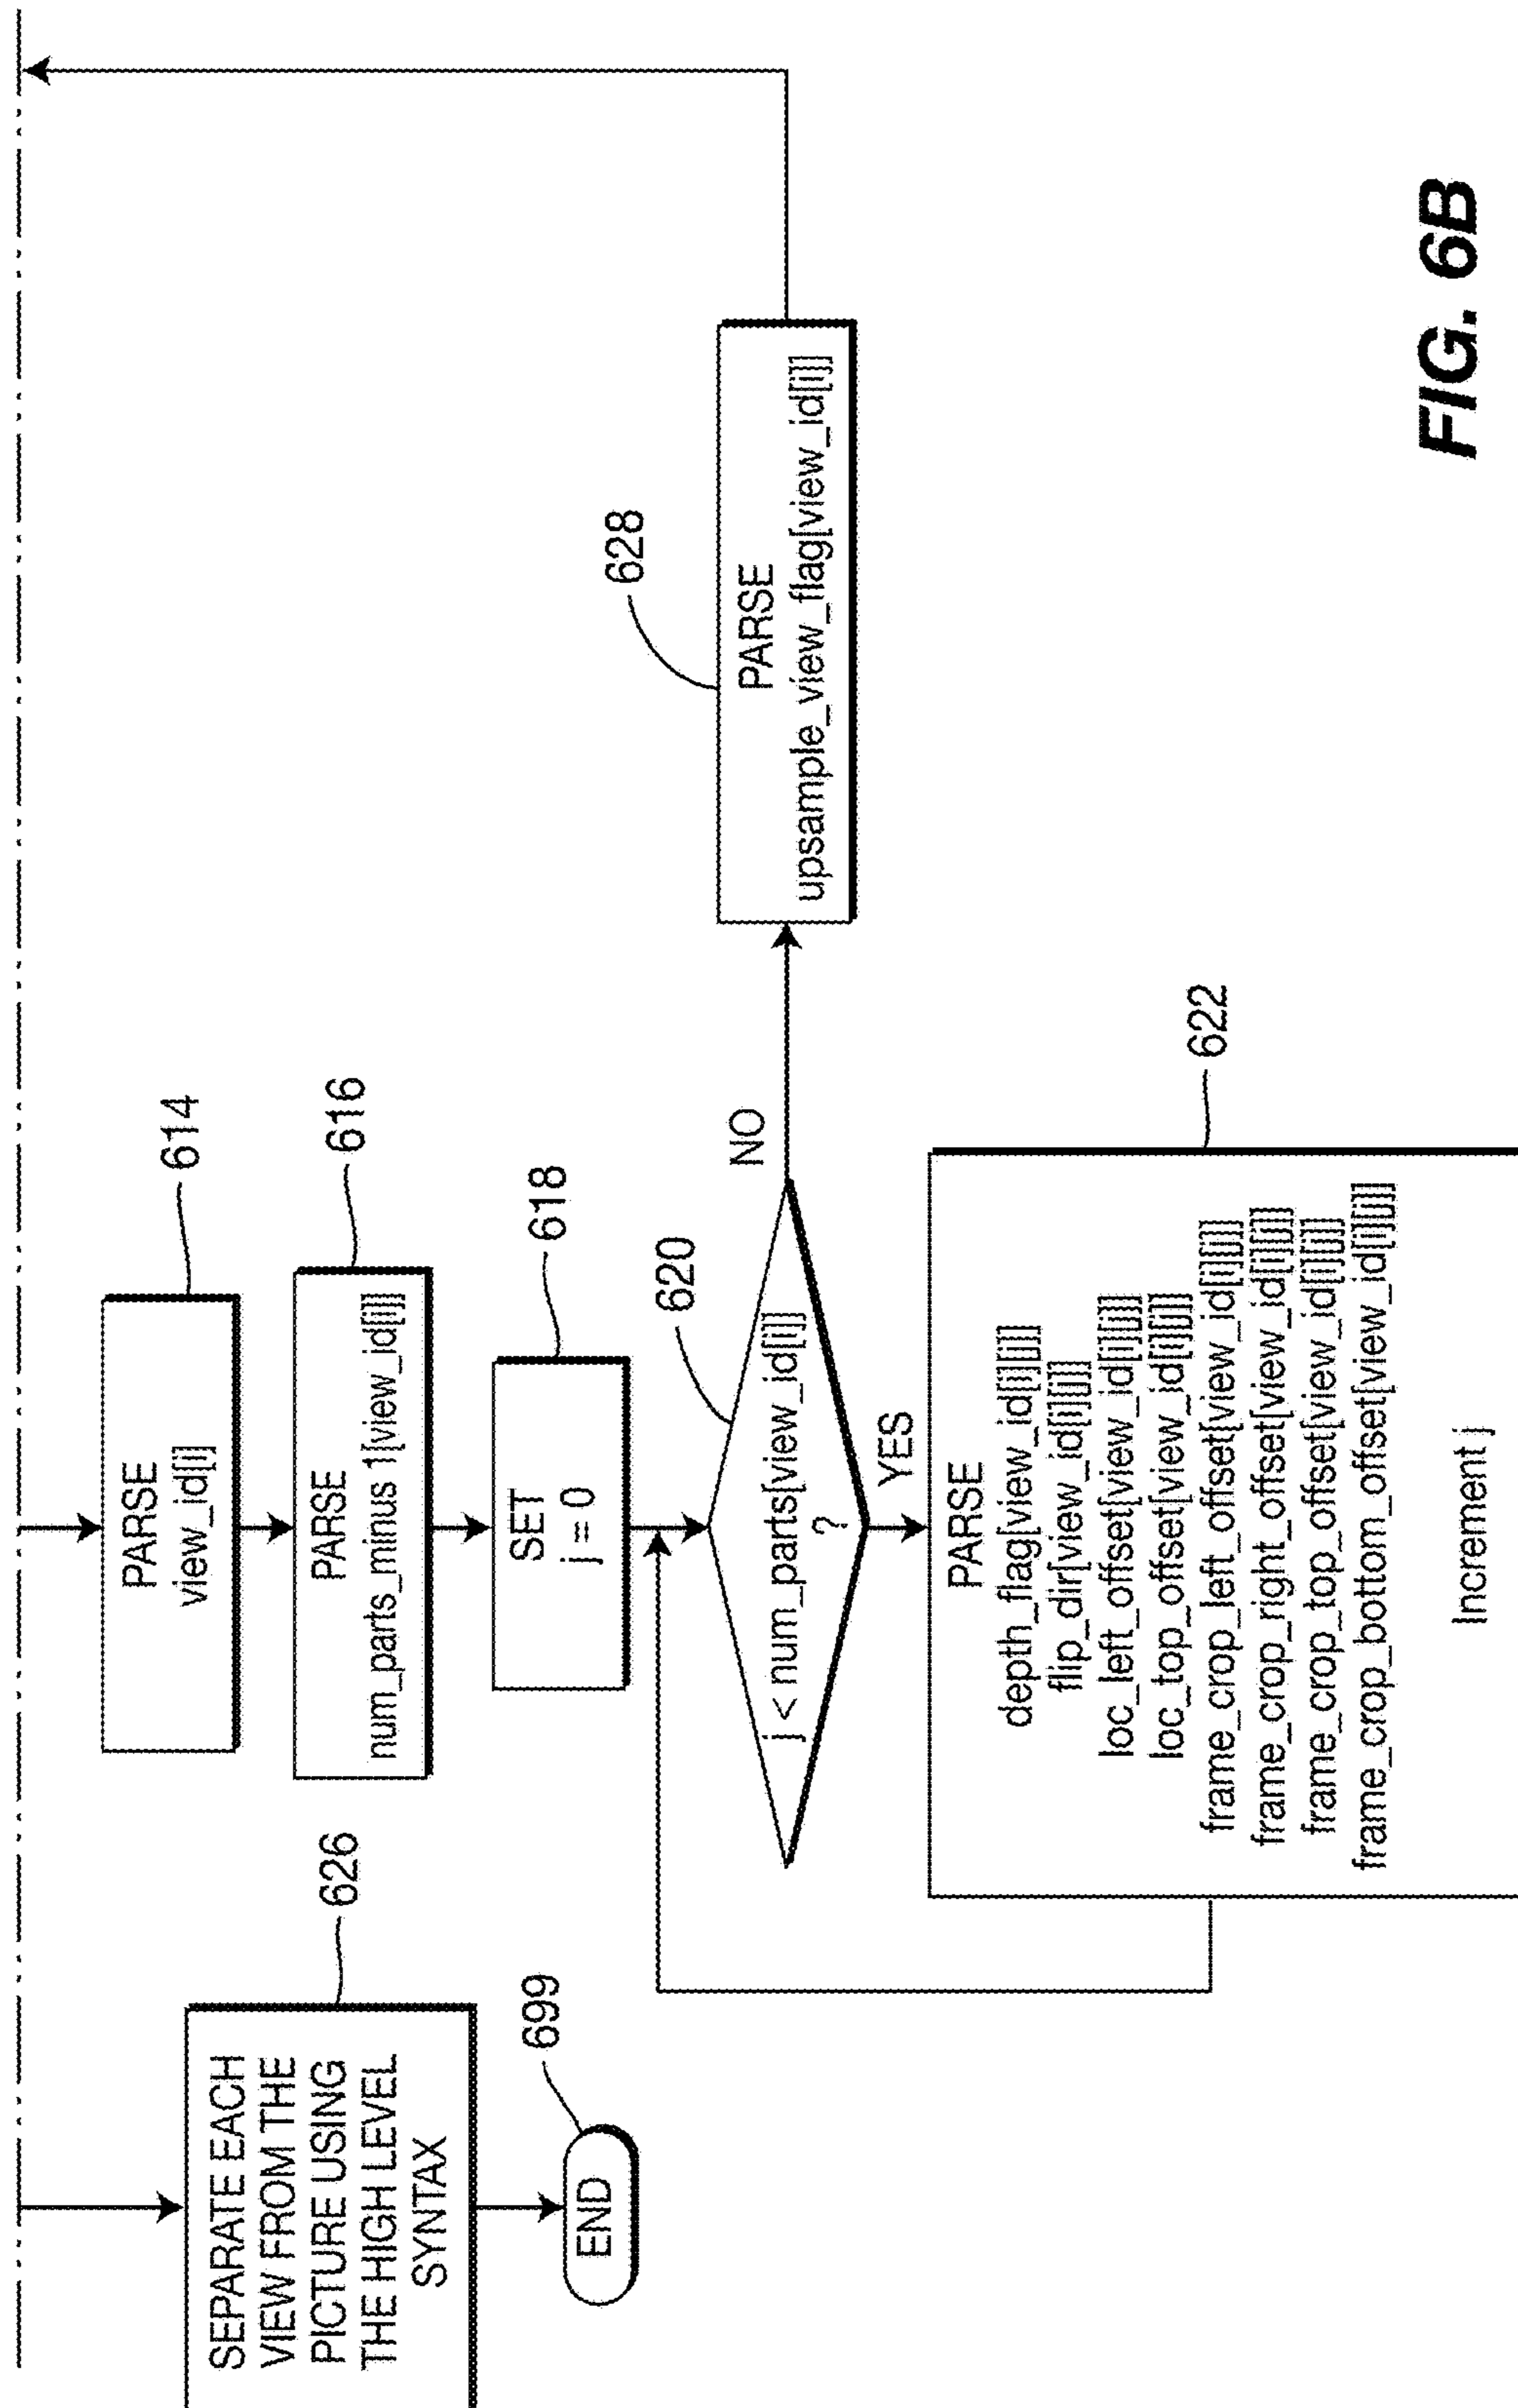 SEPARATE EACH
VIEW FROM THE
PICTURE USING
THE HIGH LEVEL
SYNTAX
626
END
699
PARSE
view_id[i]
614
PARSE
num_parts_minus 1[view_id[i]]
616
SET
j = 0
618
j < num_parts[view_id[i]]
?
620
NO
YES
PARSE
depth_flag[view_id[i][j]]
flip_dir[view_id[i][j]]
loc_left_offset[view_id[i][j]]
loc_top_offset[view_id[i][j]]
frame_crop_left_offset[view_id[i][j]]
frame_crop_right_offset[view_id[i][j]]
frame_crop_top_offset[view_id[i][j]]
frame_crop_bottom_offset[view_id[i][j]]
Increment j
622
PARSE
upsample_view_flag[view_id[i]]
628
FIG. 6B